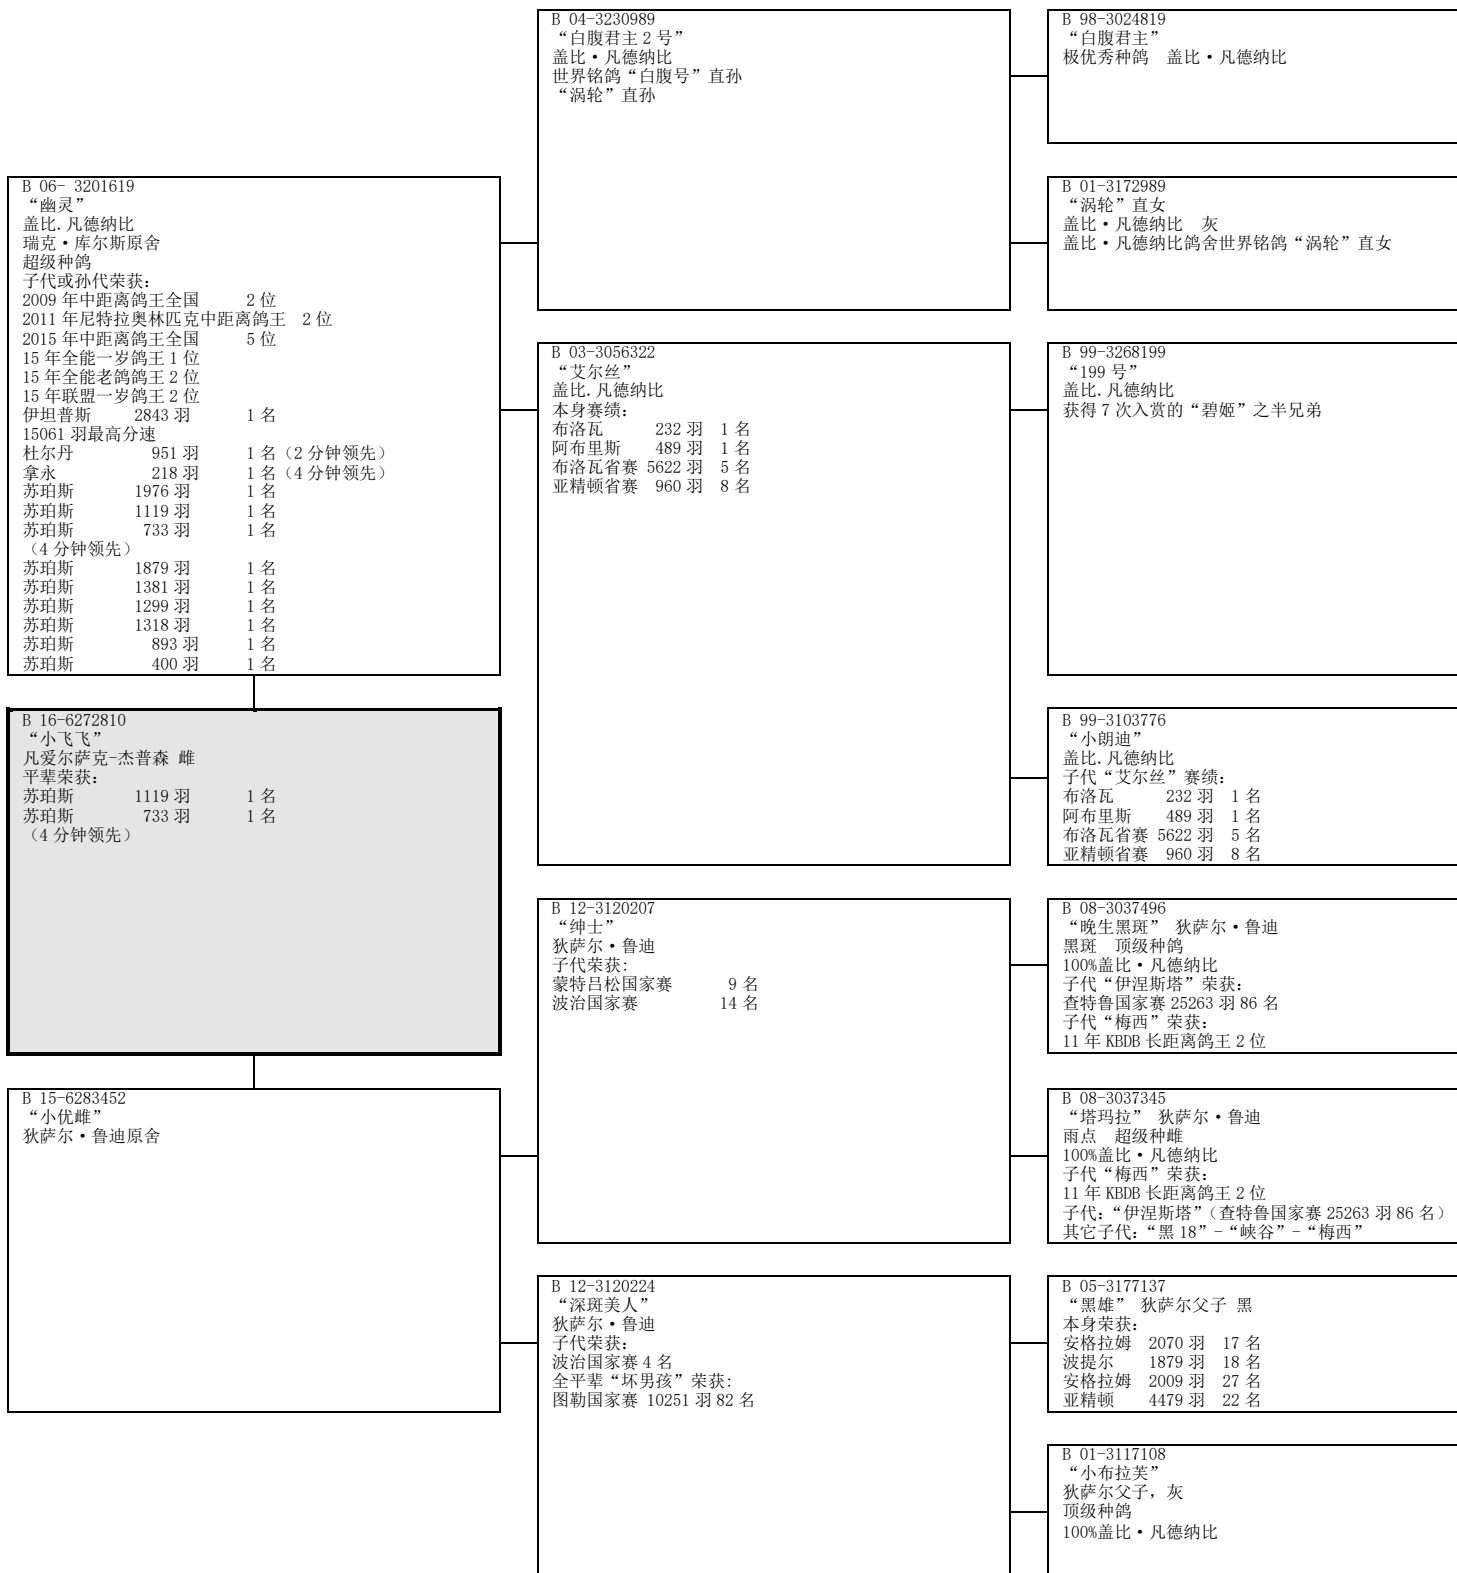 B 06- 3201619
“幽灵”
盖比.凡德纳比
瑞克·库尔斯原舍
超级种鸽
子代或孙代荣获：
2009 年中距离鸽王全国 2 位
2011 年尼特拉奥林匹克中距离鸽王 2 位
2015 年中距离鸽王全国 5 位
15 年全能一岁鸽王 1 位
15 年全能老鸽鸽王 2 位
15 年联盟一岁鸽王 2 位
伊坦普斯 2843 羽 1 名
15061 羽最高分速
杜尔丹 951 羽 1 名（2 分钟领先）
拿永 218 羽 1 名（4 分钟领先）
苏珀斯 1976 羽 1 名
苏珀斯 1119 羽 1 名
苏珀斯 733 羽 1 名
（4 分钟领先）
苏珀斯 1879 羽 1 名
苏珀斯 1381 羽 1 名
苏珀斯 1299 羽 1 名
苏珀斯 1318 羽 1 名
苏珀斯 893 羽 1 名
苏珀斯 400 羽 1 名
B 16-6272810
“小飞飞”
凡爱尔萨克-杰普森 雌
平辈荣获：
苏珀斯 1119 羽 1 名
苏珀斯 733 羽 1 名
（4 分钟领先）
B 15-6283452
“小优雌”
狄萨尔·鲁迪原舍
B 04-3230989
“白腹君主 2 号”
盖比·凡德纳比
世界铭鸽“白腹号”直孙
“涡轮”直孙
B 03-3056322
“艾尔丝”
盖比.凡德纳比
本身赛绩：
布洛瓦 232 羽 1 名
阿布里斯 489 羽 1 名
布洛瓦省赛 5622 羽 5 名
亚精顿省赛 960 羽 8 名
B 12-3120207
“绅士”
狄萨尔·鲁迪
子代荣获:
蒙特吕松国家赛 9 名
波治国家赛 14 名
B 12-3120224
“深斑美人”
狄萨尔·鲁迪
子代荣获：
波治国家赛 4 名
全平辈“坏男孩”荣获:
图勒国家赛 10251 羽 82 名
B 98-3024819
“白腹君主”
极优秀种鸽 盖比·凡德纳比
B 01-3172989
“涡轮”直女
盖比·凡德纳比 灰
盖比·凡德纳比鸽舍世界铭鸽“涡轮”直女
B 99-3268199
“199 号”
盖比.凡德纳比
获得 7 次入赏的“碧姬”之半兄弟
B 99-3103776
“小朗迪”
盖比.凡德纳比
子代“艾尔丝”赛绩：
布洛瓦 232 羽 1 名
阿布里斯 489 羽 1 名
布洛瓦省赛 5622 羽 5 名
亚精顿省赛 960 羽 8 名
B 08-3037496
“晚生黑斑” 狄萨尔·鲁迪
黑斑 顶级种鸽
100%盖比·凡德纳比
子代“伊涅斯塔”荣获：
查特鲁国家赛 25263 羽 86 名
子代“梅西”荣获：
11 年 KBDB 长距离鸽王 2 位
B 08-3037345
“塔玛拉” 狄萨尔·鲁迪
雨点 超级种雌
100%盖比·凡德纳比
子代“梅西”荣获：
11 年 KBDB 长距离鸽王 2 位
子代：“伊涅斯塔”（查特鲁国家赛 25263 羽 86 名）
其它子代：“黑 18”-“峡谷”-“梅西”
B 05-3177137
“黑雄” 狄萨尔父子 黑
本身荣获：
安格拉姆 2070 羽 17 名
波提尔 1879 羽 18 名
安格拉姆 2009 羽 27 名
亚精顿 4479 羽 22 名
B 01-3117108
“小布拉芙”
狄萨尔父子，灰
顶级种鸽
100%盖比·凡德纳比